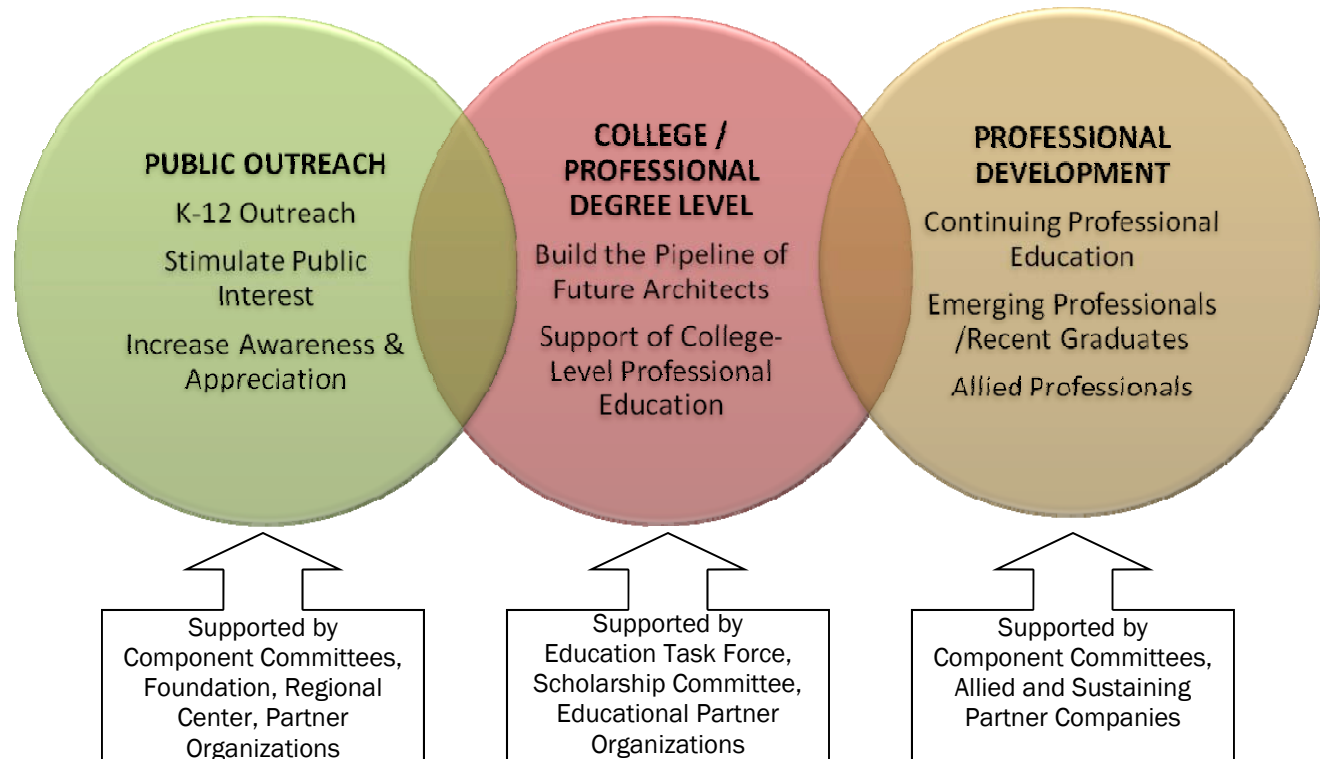 PUBLIC OUTREACH
K-12 Outreach
Stimulate Public
Interest
Increase Awareness &
Appreciation
COLLEGE /
PROFESSIONAL
DEGREE LEVEL
Build the Pipeline of
Future Architects
Support of College-
Level Professional
Education
PROFESSIONAL
DEVELOPMENT
Continuing Professional
Education
Emerging Professionals
/Recent Graduates
Allied Professionals
Supported by
Component Committees,
Foundation, Regional
Center, Partner
Organizations
Supported by
Education Task Force,
Scholarship Committee,
Educational Partner
Organizations
Supported by
Component Committees,
Allied and Sustaining
Partner Companies